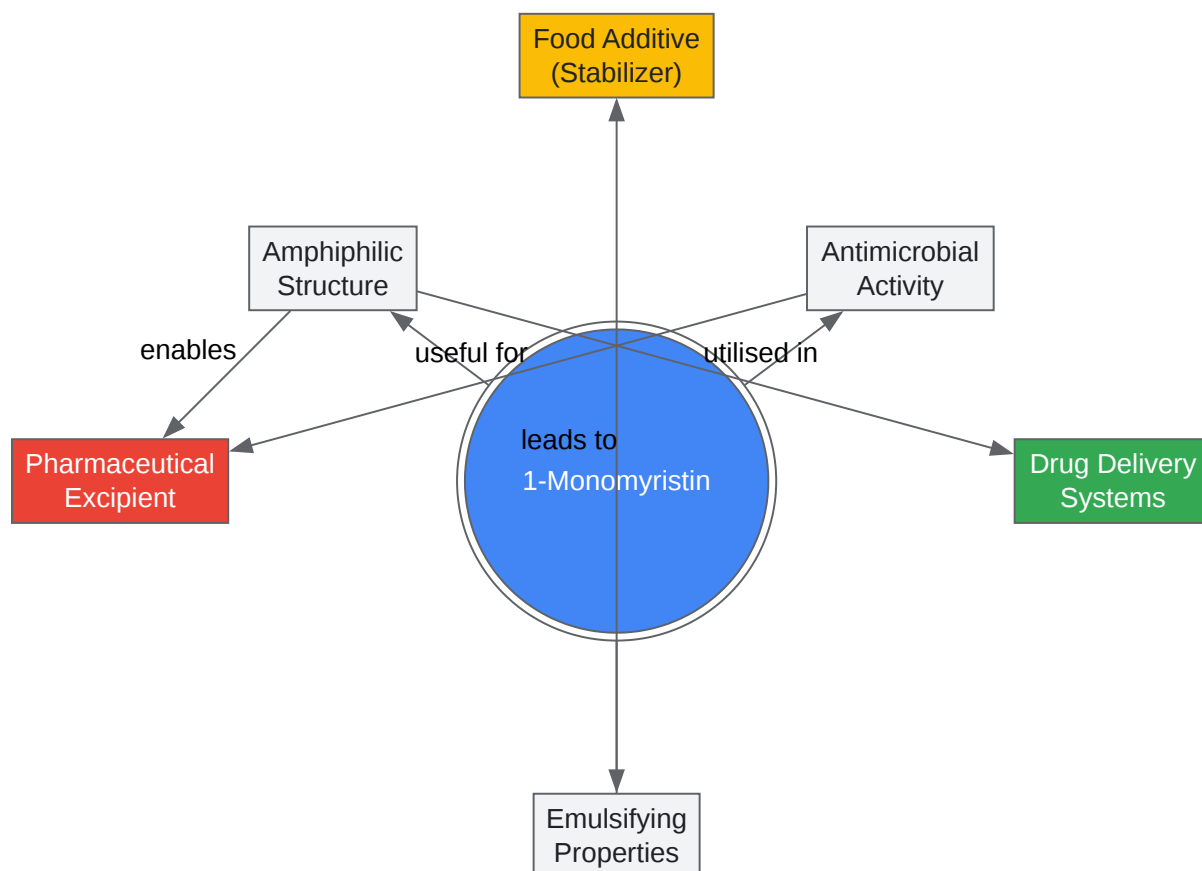 Food Additive
(Stabilizer)
Amphiphilic
Structure
Antimicrobial
Activity
enables
useful for
utilised in
leads to
Pharmaceutical
Excipient
1-Monomyristin
Drug Delivery
Systems
Emulsifying
Properties